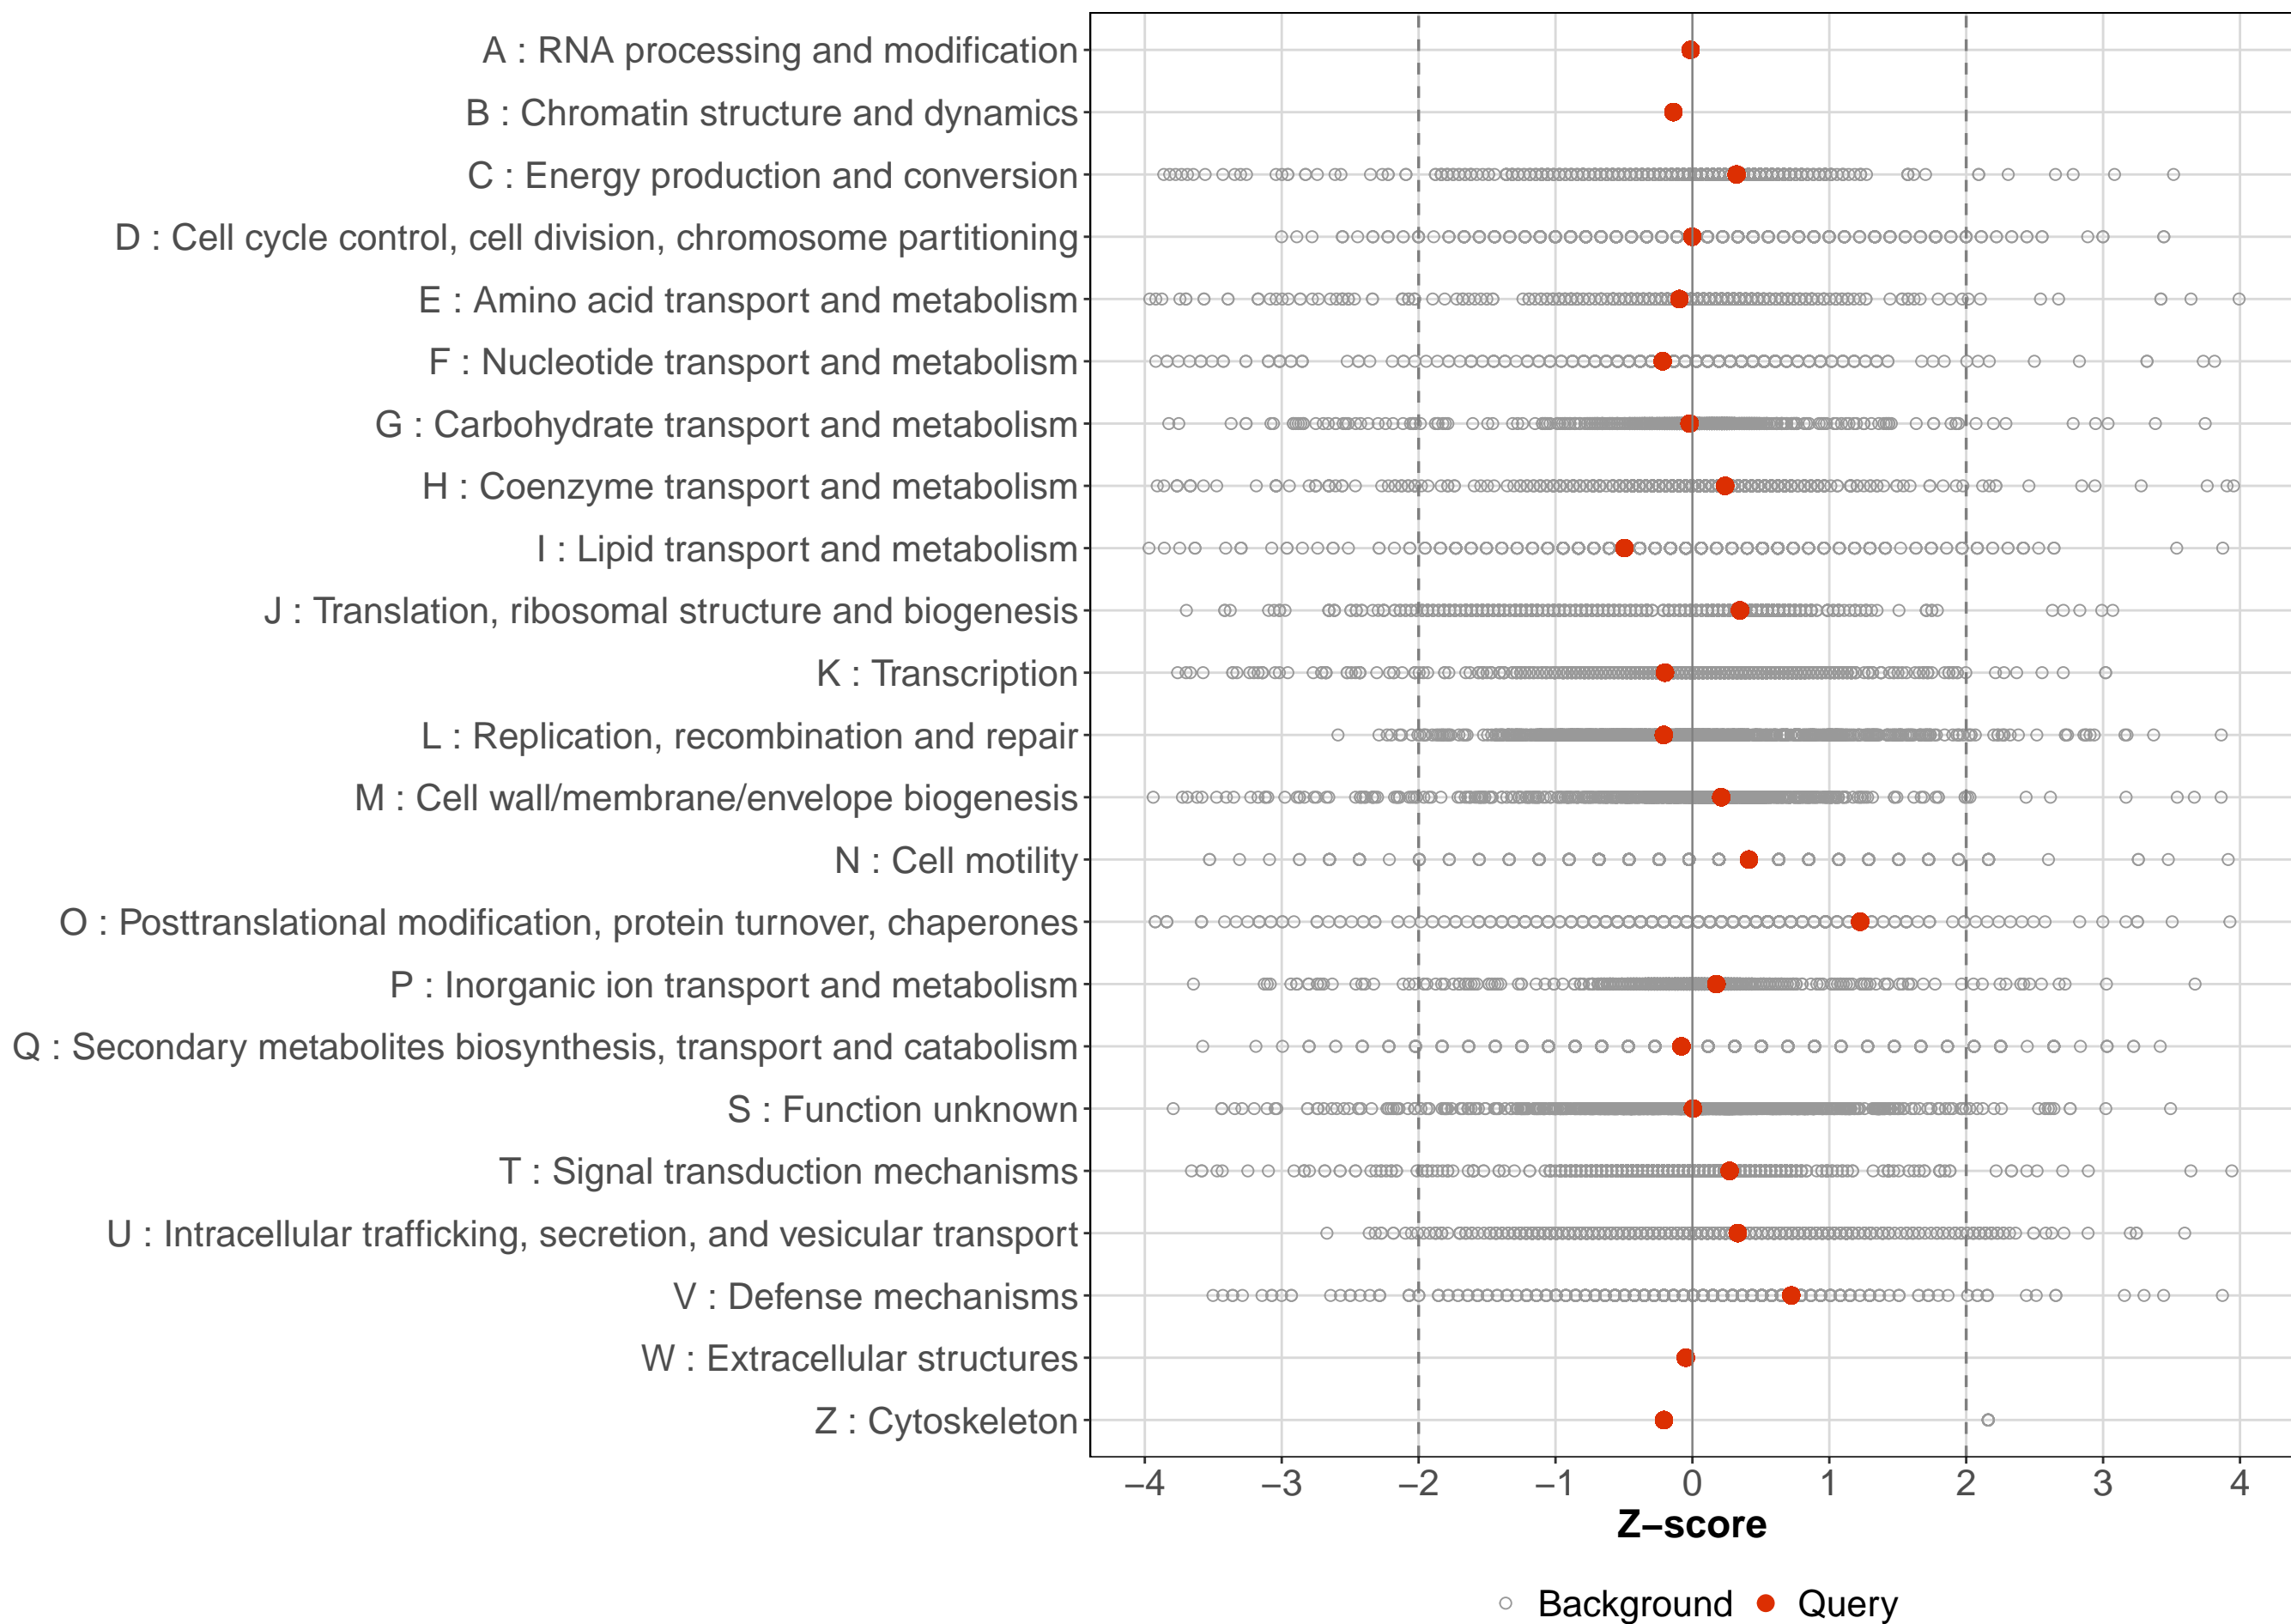 A : RNA processing and modification
B : Chromatin structure and dynamics
C : Energy production and conversion
D : Cell cycle control, cell division, chromosome partitioning
E : Amino acid transport and metabolism
F : Nucleotide transport and metabolism
G : Carbohydrate transport and metabolism
H : Coenzyme transport and metabolism
I : Lipid transport and metabolism
J : Translation, ribosomal structure and biogenesis
K : Transcription
L : Replication, recombination and repair
M : Cell wall/membrane/envelope biogenesis
N : Cell motility
O : Posttranslational modification, protein turnover, chaperones
P : Inorganic ion transport and metabolism
Q : Secondary metabolites biosynthesis, transport and catabolism
S : Function unknown
T : Signal transduction mechanisms
U : Intracellular trafficking, secretion, and vesicular transport
V : Defense mechanisms
W : Extracellular structures
Z : Cytoskeleton
−4 −3 −2 −1 0 1 2 3 4
Z−score
Background Query